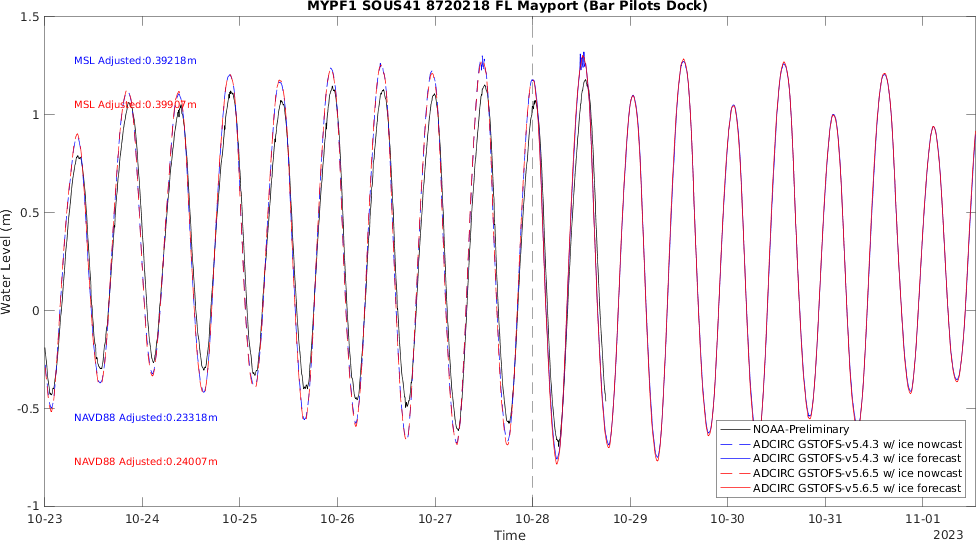 MYPF1 SOUS41 8720218 FL Mayport (Bar Pilots Dock)
1.5
1
0.5
0
-0.5
-1
Water Level (m)
MSL Adjusted:0.39218m
MSL Adjusted:0.39907m
NAVD88 Adjusted:0.23318m
NAVD88 Adjusted:0.24007m
NOAA-Preliminary
ADCIRC GSTOFS-v5.4.3 w/ ice nowcast
ADCIRC GSTOFS-v5.4.3 w/ ice forecast
ADCIRC GSTOFS-v5.6.5 w/ ice nowcast
ADCIRC GSTOFS-v5.6.5 w/ ice forecast
10-23 10-24 10-25 10-26 10-27 10-28 10-29 10-30 10-31 11-01
Time
2023